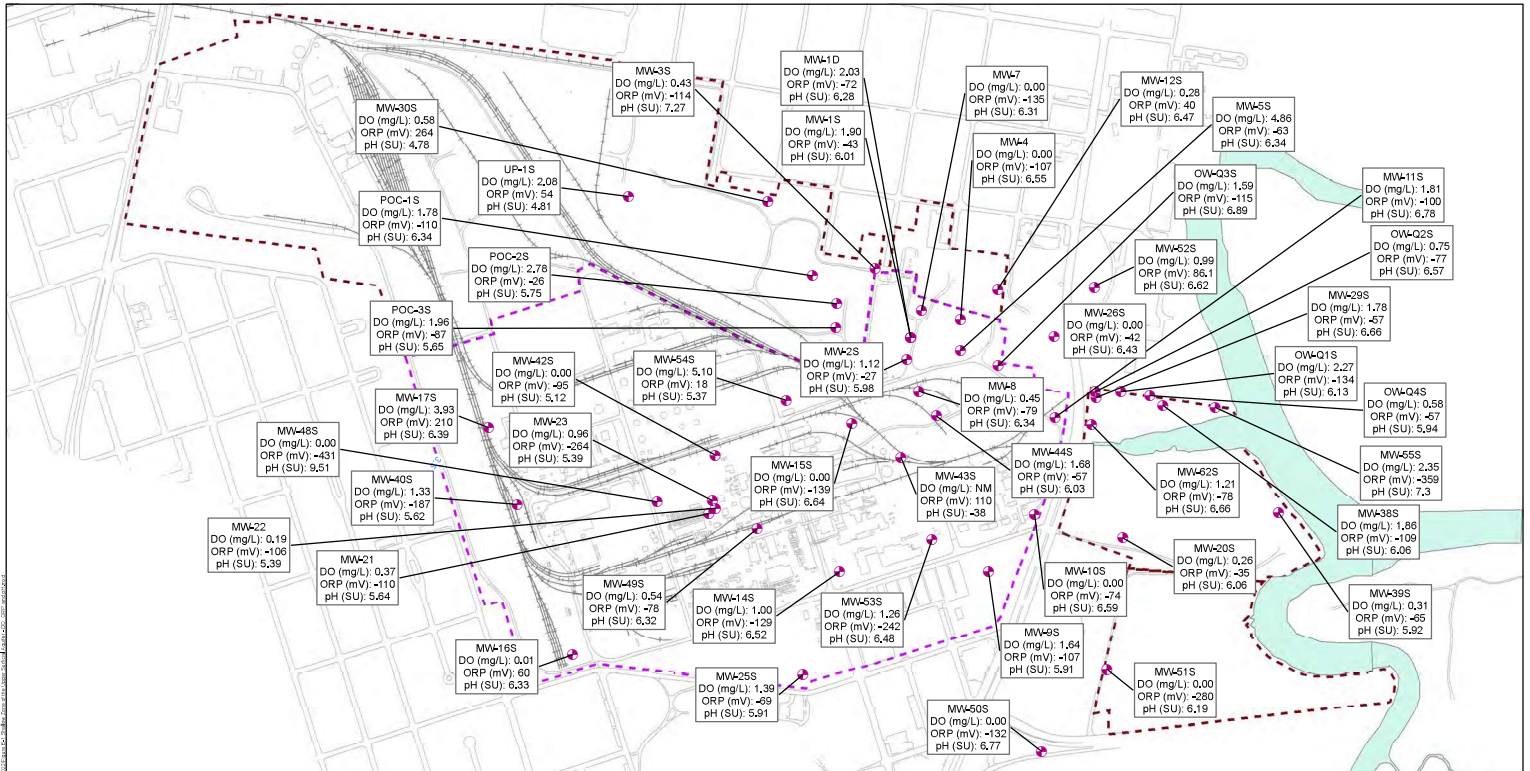 MW-3S
DO (mg/L): 0.43
ORP (mV): -114
pH (SU): 7.27
MW-1D
DO (mg/L): 2.03
ORP (mV): -72
pH (SU): 6.28
MW-7
DO (mg/L): 0.00
ORP (mV): -135
pH (SU): 6.31
MW-12S
DO (mg/L): 0.28
ORP (mV): 40
pH (SU): 6.47
MW-5S
DO (mg/L): 4.86
ORP (mV): -63
pH (SU): 6.34
MW-30S
DO (mg/L): 0.58
ORP (mV): 264
pH (SU): 4.78
MW-1S
DO (mg/L): 1.90
ORP (mV): -43
pH (SU): 6.01
MW-4
DO (mg/L): 0.00
ORP (mV): -107
pH (SU): 6.55
UP-1S
DO (mg/L): 2.08
ORP (mV): 54
pH (SU): 4.81
OW-Q3S
DO (mg/L): 1.59
ORP (mV): -115
pH (SU): 6.89
MW-11S
DO (mg/L): 1.81
ORP (mV): -100
pH (SU): 6.78
POC-1S
DO (mg/L): 1.78
ORP (mV): -110
pH (SU): 6.34
OW-Q2S
DO (mg/L): 0.75
ORP (mV): -77
pH (SU): 6.57
POC-2S
DO (mg/L): 2.78
ORP (mV): -26
pH (SU): 5.75
MW-52S
DO (mg/L): 0.99
ORP (mV): 86.1
pH (SU): 6.62
MW-29S
DO (mg/L): 1.78
ORP (mV): -57
pH (SU): 6.66
POC-3S
DO (mg/L): 1.96
ORP (mV): -87
pH (SU): 5.65
MW-26S
DO (mg/L): 0.00
ORP (mV): -42
pH (SU): 6.43
MW-42S
DO (mg/L): 0.00
ORP (mV): -95
pH (SU): 5.12
MW-54S
DO (mg/L): 5.10
ORP (mV): 18
pH (SU): 5.37
MW-2S
DO (mg/L): 1.12
ORP (mV): -27
pH (SU): 5.98
OW-Q1S
DO (mg/L): 2.27
ORP (mV): -134
pH (SU): 6.13
MW-8
DO (mg/L): 0.45
ORP (mV): -79
pH (SU): 6.34
OW-Q4S
DO (mg/L): 0.58
ORP (mV): -57
pH (SU): 5.94
MW-17S
DO (mg/L): 3.93
ORP (mV): 210
pH (SU): 6.39
MW-23
DO (mg/L): 0.96
ORP (mV): -264
pH (SU): 5.39
MW-48S
DO (mg/L): 0.00
ORP (mV): -431
pH (SU): 9.51
MW-15S
DO (mg/L): 0.00
ORP (mV): -139
pH (SU): 6.64
MW-43S
DO (mg/L): NM
ORP (mV): 110
pH (SU): -38
MW-44S
DO (mg/L): 1.68
ORP (mV): -57
pH (SU): 6.03
MW-55S
DO (mg/L): 2.35
ORP (mV): -359
pH (SU): 7.3
MW-40S
DO (mg/L): 1.33
ORP (mV): -187
pH (SU): 5.62
MW-62S
DO (mg/L): 1.21
ORP (mV): -78
pH (SU): 6.66
MW-38S
DO (mg/L): 1.86
ORP (mV): -109
pH (SU): 6.06
MW-22
DO (mg/L): 0.19
ORP (mV): -106
pH (SU): 5.39
MW-21
DO (mg/L): 0.37
ORP (mV): -110
pH (SU): 5.64
MW-20S
DO (mg/L): 0.26
ORP (mV): -35
pH (SU): 6.06
MW-49S
DO (mg/L): 0.54
ORP (mV): -78
pH (SU): 6.32
MW-14S
DO (mg/L): 1.00
ORP (mV): -129
pH (SU): 6.52
MW-53S
DO (mg/L): 1.26
ORP (mV): -242
pH (SU): 6.48
MW-10S
DO (mg/L): 0.00
ORP (mV): -74
pH (SU): 6.59
MW-39S
DO (mg/L): 0.31
ORP (mV): -65
pH (SU): 5.92
MW-9S
DO (mg/L): 1.64
ORP (mV): -107
pH (SU): 5.91
MW-16S
DO (mg/L): 0.01
ORP (mV): 60
pH (SU): 6.33
MW-25S
DO (mg/L): 1.39
ORP (mV): -69
pH (SU): 5.91
MW-51S
DO (mg/L): 0.00
ORP (mV): -280
pH (SU): 6.19
MW-50S
DO (mg/L): 0.00
ORP (mV): -132
pH (SU): 6.77